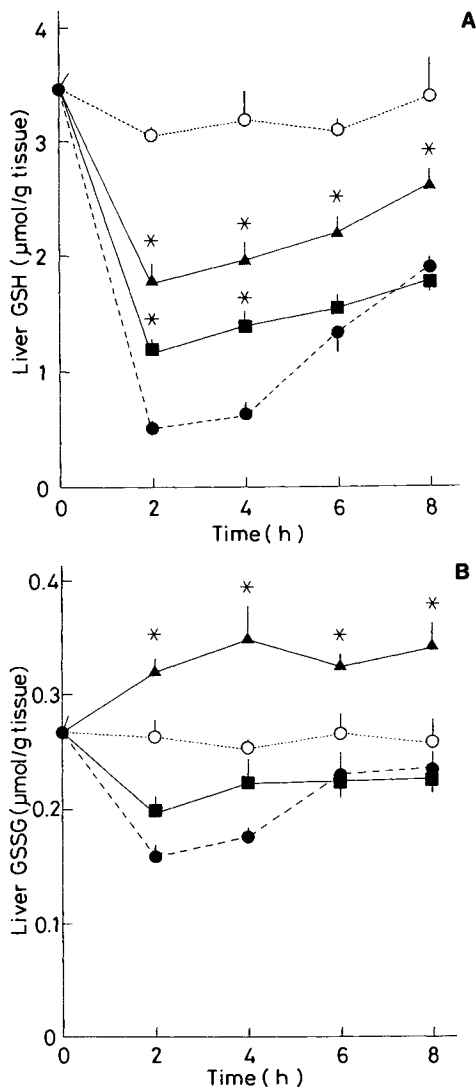 A
4
3
2
1
0
Liver GSH (μmol/g tissue)
* * * *
* *
0 2 4 6 8
Time (h)
B
0.4
0.3
0.2
0.1
0
Liver GSSG (μmol/g tissue)
* * * *
0 2 4 6 8
Time (h)